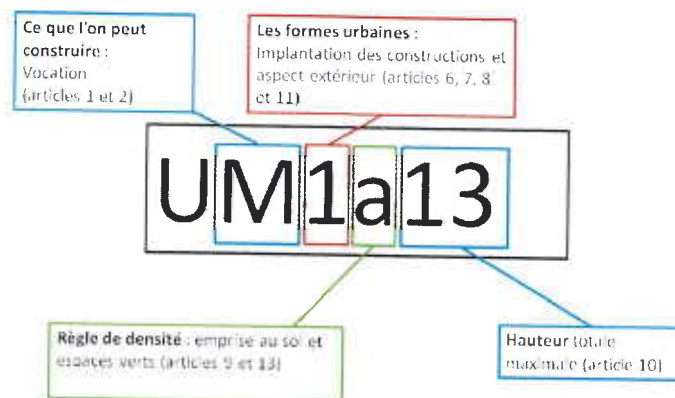 Ce que l'on peut
construire :
Vocation
(articles 1 et 2)
Les formes urbaines :
Implantation des constructions et
aspect extérieur (articles 6, 7, 8
et 11)
UM1a13
Règle de densité : emprise au sol et
espaces verts (articles 9 et 13)
Hauteur totale
maximale (article 10)